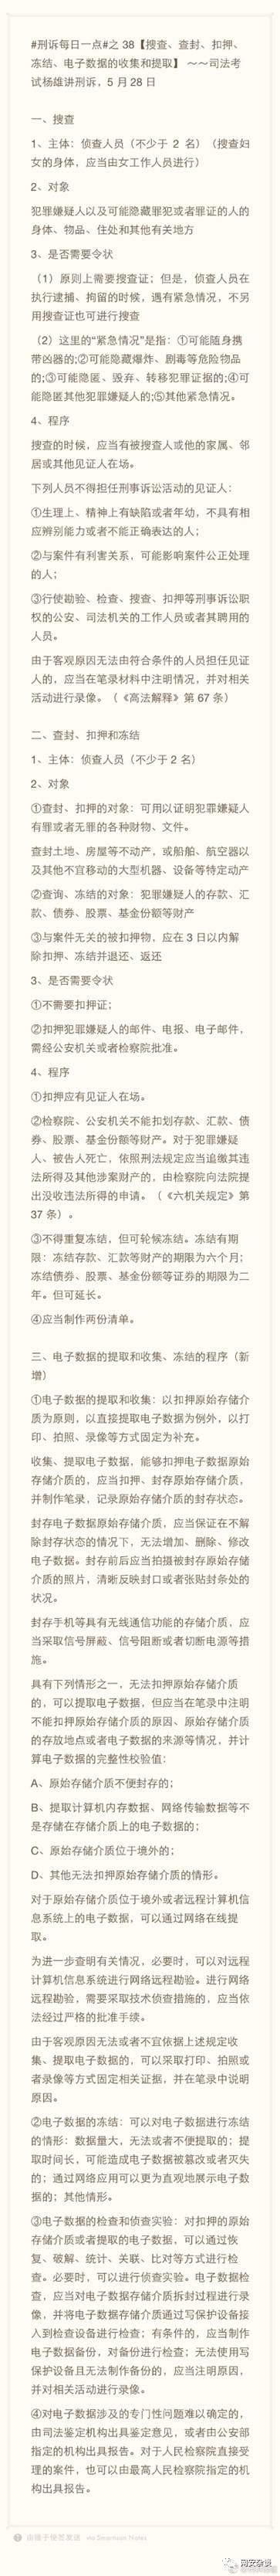 #刑诉每日一点#之 38【搜查、查封、扣押、
冻结、电子数据的收集和提取】 ～～司法考
试杨雄讲刑诉，5 月 28 日
一、搜查
1、主体：侦查人员（不少于 2 名）（搜查妇
女的身体，应当由女工作人员进行）
2、对象
犯罪嫌疑人以及可能隐藏罪犯或者罪证的人的
身体、物品、住处和其他有关地方
3、是否需要令状
（1）原则上需要搜查证；但是，侦查人员在
执行逮捕、拘留的时候，遇有紧急情况，不另
用搜查证也可进行搜查
（2）这里的“紧急情况”是指：①可能随身携
带凶器的;②可能隐藏爆炸、剧毒等危险物品
的;③可能隐匿、毁弃、转移犯罪证据的;④可
能隐匿其他犯罪嫌疑人的;⑤其他紧急情况。
4、程序
搜查的时候，应当有被搜查人或他的家属、邻
居或其他见证人在场。
下列人员不得担任刑事诉讼活动的见证人：
①生理上、精神上有缺陷或者年幼，不具有相
应辨别能力或者不能正确表达的人；
②与案件有利害关系，可能影响案件公正处理
的人；
③行使勘验、检查、搜查、扣押等刑事诉讼职
权的公安、司法机关的工作人员或者其聘用的
人员。
由于客观原因无法由符合条件的人员担任见证
人的，应当在笔录材料中注明情况，并对相关
活动进行录像。（《高法解释》第 67 条）
二、查封、扣押和冻结
1、主体：侦查人员（不少于 2 名）
2、对象
①查封、扣押的对象：可用以证明犯罪嫌疑人
有罪或者无罪的各种财物、文件。
查封土地、房屋等不动产，或船舶、航空器以
及其他不宜移动的大型机器、设备等特定动产
②查询、冻结的对象：犯罪嫌疑人的存款、汇
款、债券、股票、基金份额等财产
③与案件无关的被扣押物，应在 3 日以内解
除扣押、冻结并退还、返还
3、是否需要令状
①不需要扣押证；
②扣押犯罪嫌疑人的邮件、电报、电子邮件，
需经公安机关或者检察院批准。
4、程序
①扣押应有见证人在场。
②检察院、公安机关不能扣划存款、汇款、债
券、股票、基金份额等财产。对于犯罪嫌疑
人、被告人死亡，依照刑法规定应当追缴其违
法所得及其他涉案财产的，由检察院向法院提
出没收违法所得的申请。（《六机关规定》第
37 条）。
③不得重复冻结，但可轮候冻结。冻结有期
限：冻结存款、汇款等财产的期限为六个月；
冻结债券、股票、基金份额等证券的期限为二
年。但可延长。
④应当制作两份清单。
三、电子数据的提取和收集、冻结的程序（新
增）
①电子数据的提取和收集：以扣押原始存储介
质为原则，以直接提取电子数据为例外，以打
印、拍照、录像等方式固定为补充。
收集、提取电子数据，能够扣押电子数据原始
存储介质的，应当扣押、封存原始存储介质，
并制作笔录，记录原始存储介质的封存状态。
封存电子数据原始存储介质，应当保证在不解
除封存状态的情况下，无法增加、删除、修改
电子数据。封存前后应当拍摄被封存原始存储
介质的照片，清晰反映封口或者张贴封条处的
状况。
封存手机等具有无线通信功能的存储介质，应
当采取信号屏蔽、信号阻断或者切断电源等措
施。
具有下列情形之一，无法扣押原始存储介质
的，可以提取电子数据，但应当在笔录中注明
不能扣押原始存储介质的原因、原始存储介质
的存放地点或者电子数据的来源等情况，并计
算电子数据的完整性校验值：
A、原始存储介质不便封存的；
B、提取计算机内存数据、网络传输数据等不
是存储在存储介质上的电子数据的；
C、原始存储介质位于境外的；
D、其他无法扣押原始存储介质的情形。
对于原始存储介质位于境外或者远程计算机信
息系统上的电子数据，可以通过网络在线提
取。
为进一步查明有关情况，必要时，可以对远程
计算机信息系统进行网络远程勘验。进行网络
远程勘验，需要采取技术侦查措施的，应当依
法经过严格的批准手续。
由于客观原因无法或者不宜依据上述规定收
集、提取电子数据的，可以采取打印、拍照或
者录像等方式固定相关证据，并在笔录中说明
原因。
②电子数据的冻结：可以对电子数据进行冻结
的情形：数据量大，无法或者不便提取的；提
取时间长，可能造成电子数据被篡改或者灭失
的；通过网络应用可以更为直观地展示电子数
据的；其他情形。
③电子数据的检查和侦查实验：对扣押的原始
存储介质或者提取的电子数据，可以通过恢
复、破解、统计、关联、比对等方式进行检
查。必要时，可以进行侦查实验。电子数据检
查，应当对电子数据存储介质拆封过程进行录
像，并将电子数据存储介质通过写保护设备接
入到检查设备进行检查；有条件的，应当制作
电子数据备份，对备份进行检查；无法使用写
保护设备且无法制作备份的，应当注明原因，
并对相关活动进行录像。
④对电子数据涉及的专门性问题难以确定的，
由司法鉴定机构出具鉴定意见，或者由公安部
指定的机构出具报告。对于人民检察院直接受
理的案件，也可以由最高人民检察院指定的机
构出具报告。
via Smartisan Notes
网安杂谈